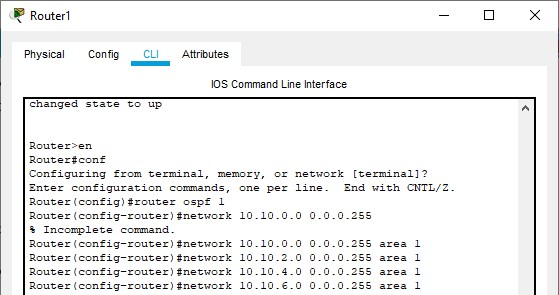 Router1
Physical Config CLI Attributes
IOS Command Line Interface
changed state to up
Router>en
Router#conf
Configuring from terminal, memory, or network [terminal]?
Enter configuration commands, one per line.  End with CNTL/Z.
Router(config)#router ospf 1
Router(config-router)#network 10.10.0.0 0.0.0.255
% Incomplete command.
Router(config-router)#network 10.10.0.0 0.0.0.255 area 1
Router(config-router)#network 10.10.2.0 0.0.0.255 area 1
Router(config-router)#network 10.10.4.0 0.0.0.255 area 1
Router(config-router)#network 10.10.6.0 0.0.0.255 area 1